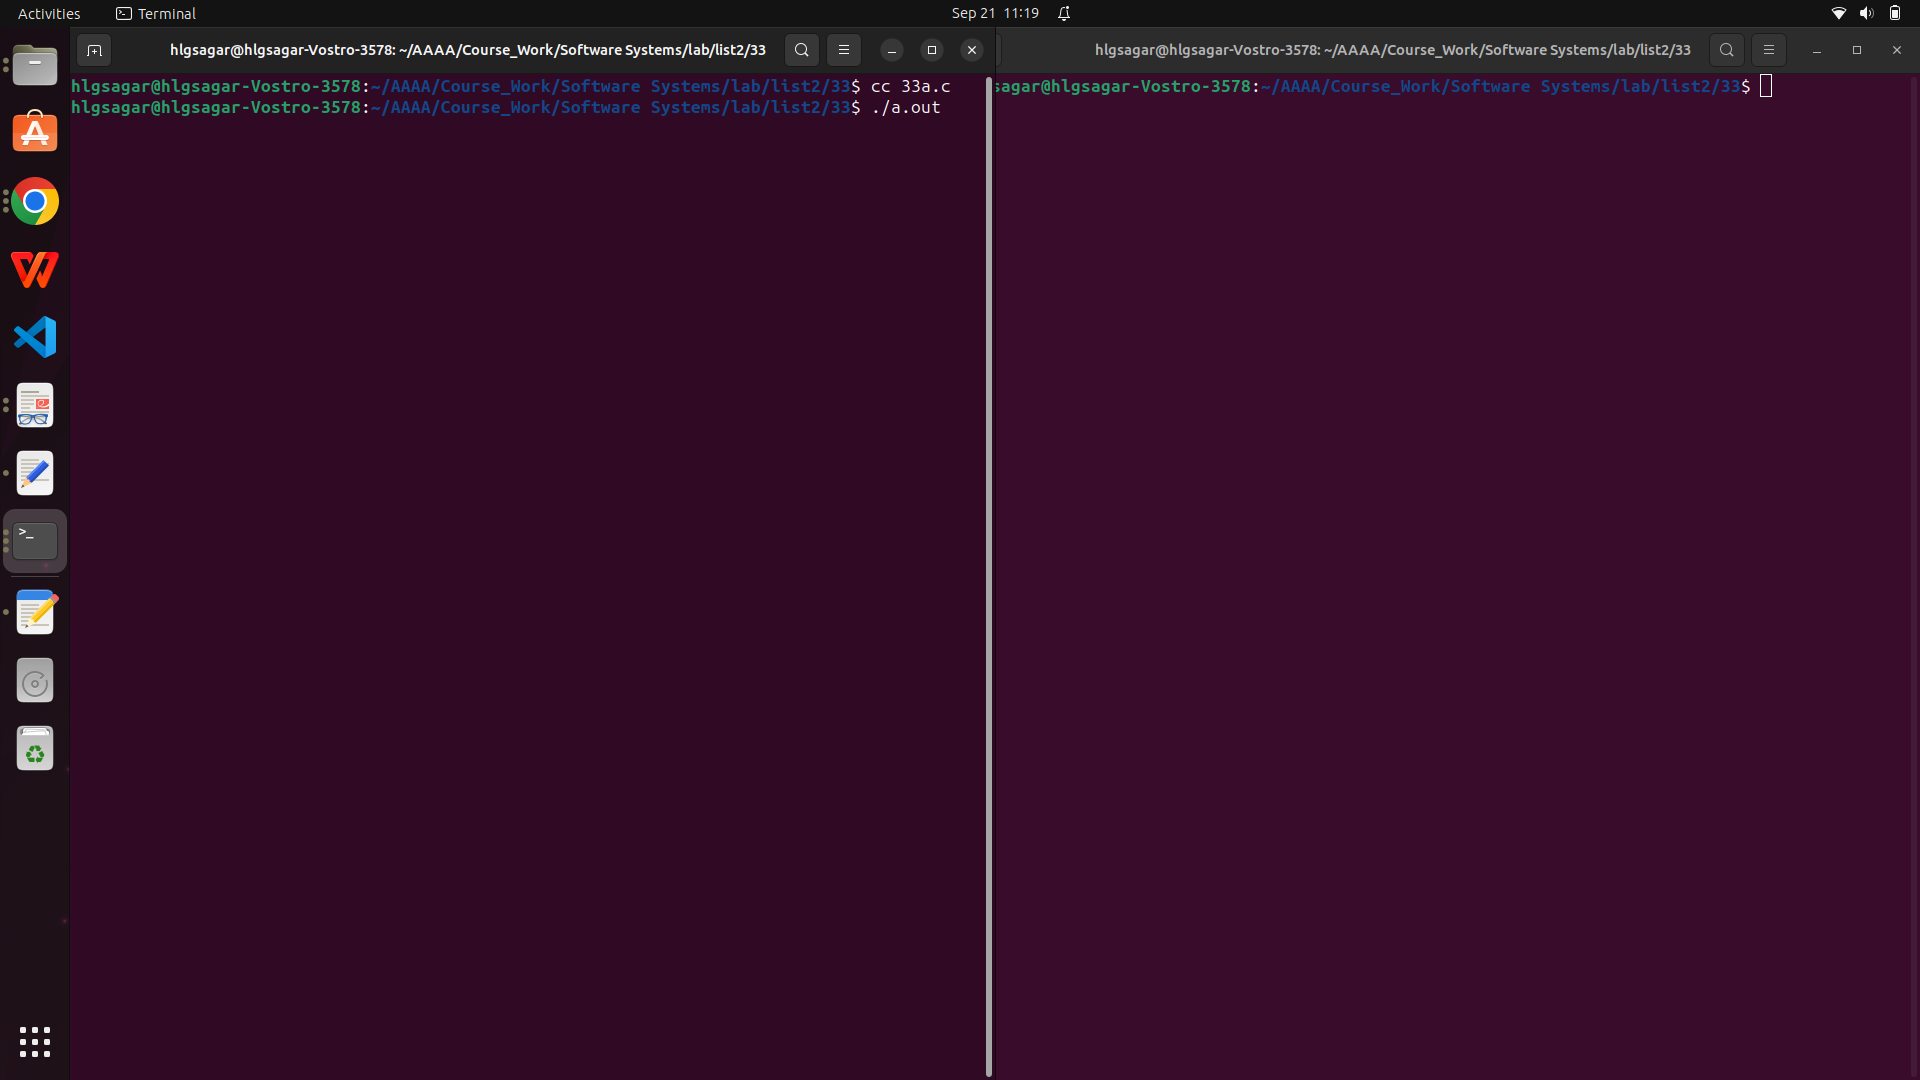 Activities
Terminal
Sep 21 11:19
hlgsagar@hlgsagar-Vostro-3578: ~/AAAA/Course_Work/Software Systems/lab/list2/33
hlgsagar@hlgsagar-Vostro-3578:~/AAAA/Course_Work/Software Systems/lab/list2/33$ cc 33a.c
hlgsagar@hlgsagar-Vostro-3578:~/AAAA/Course_Work/Software Systems/lab/list2/33$ ./a.out
hlgsagar@hlgsagar-Vostro-3578: ~/AAAA/Course_Work/Software Systems/lab/list2/33
sagar@hlgsagar-Vostro-3578:~/AAAA/Course_Work/Software Systems/lab/list2/33$
>_